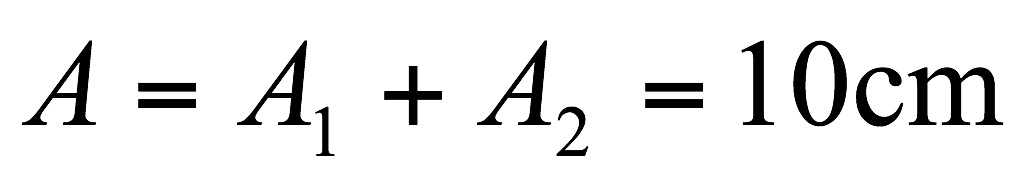 A = A₁ + A₂ = 10cm